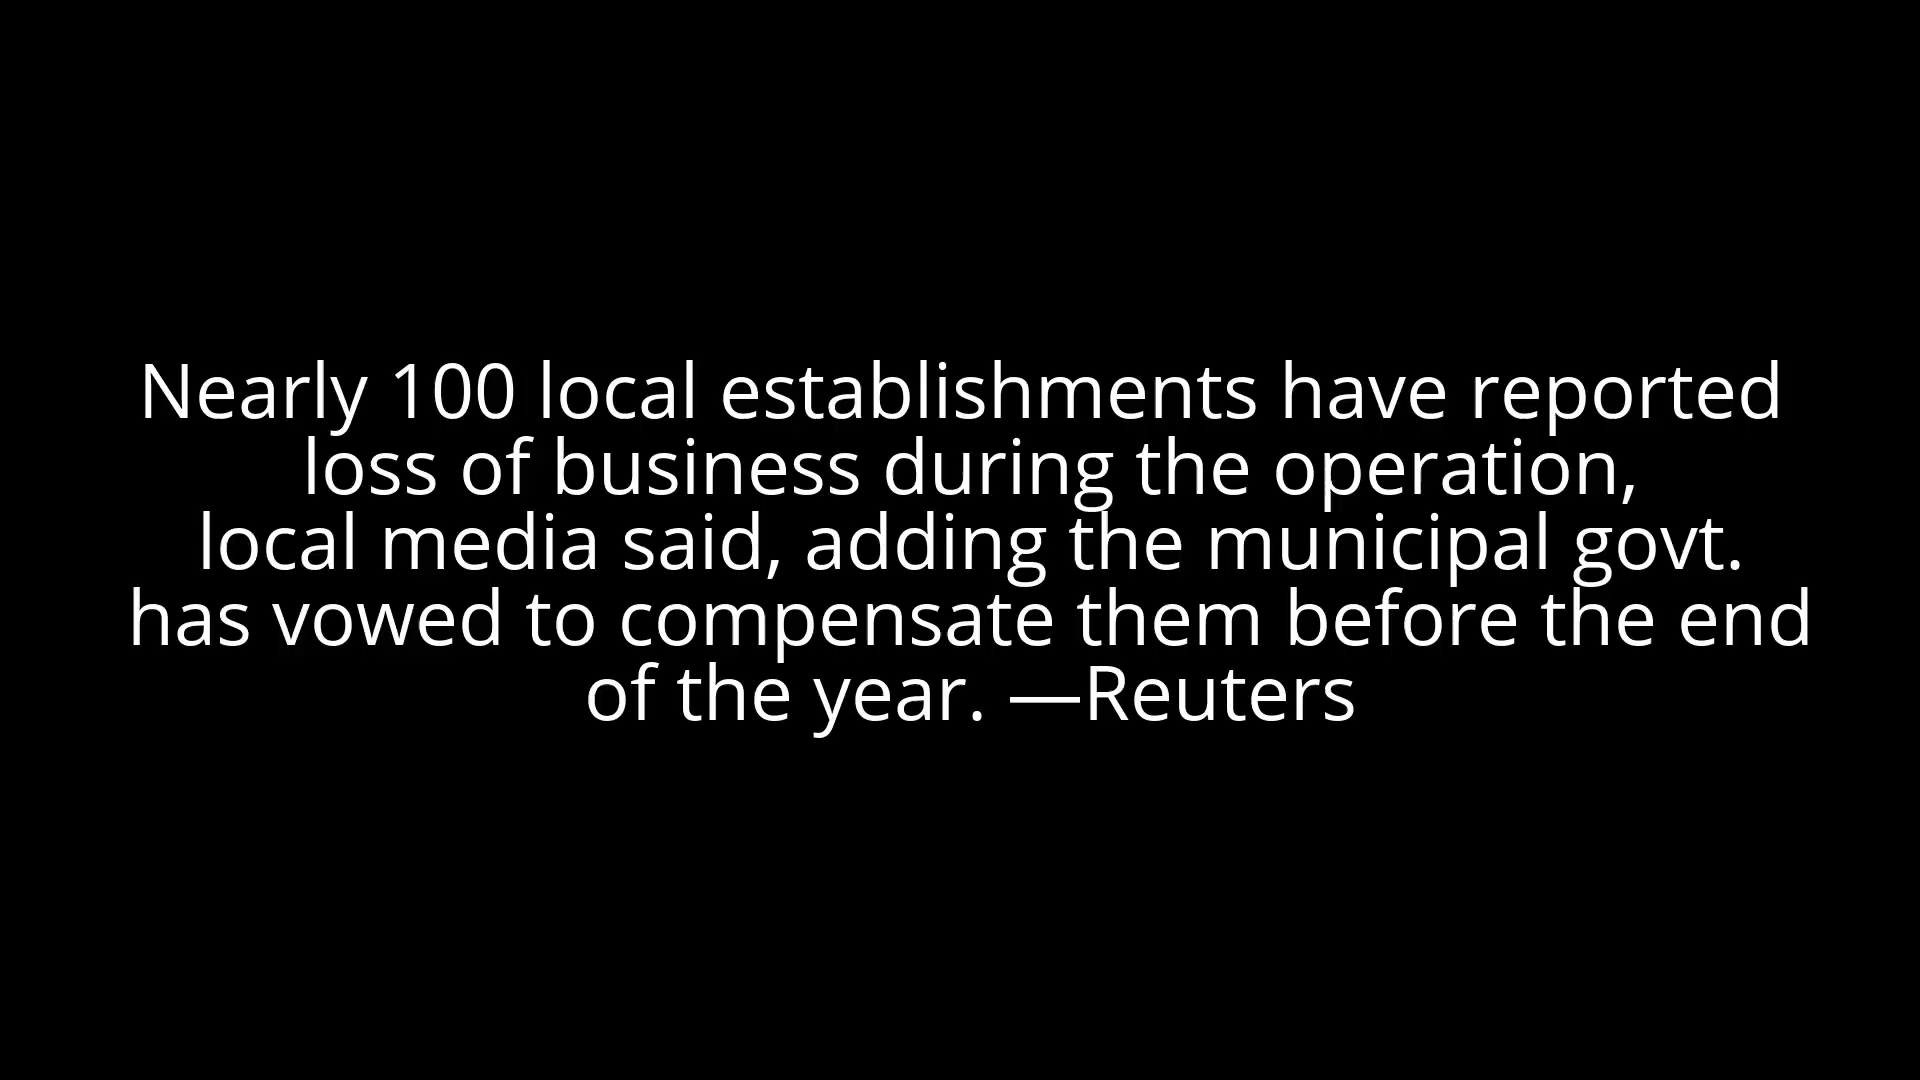 Nearly 100 local establishments have reported
loss of business during the operation,
local media said, adding the municipal govt.
has vowed to compensate them before the end
of the year. —Reuters